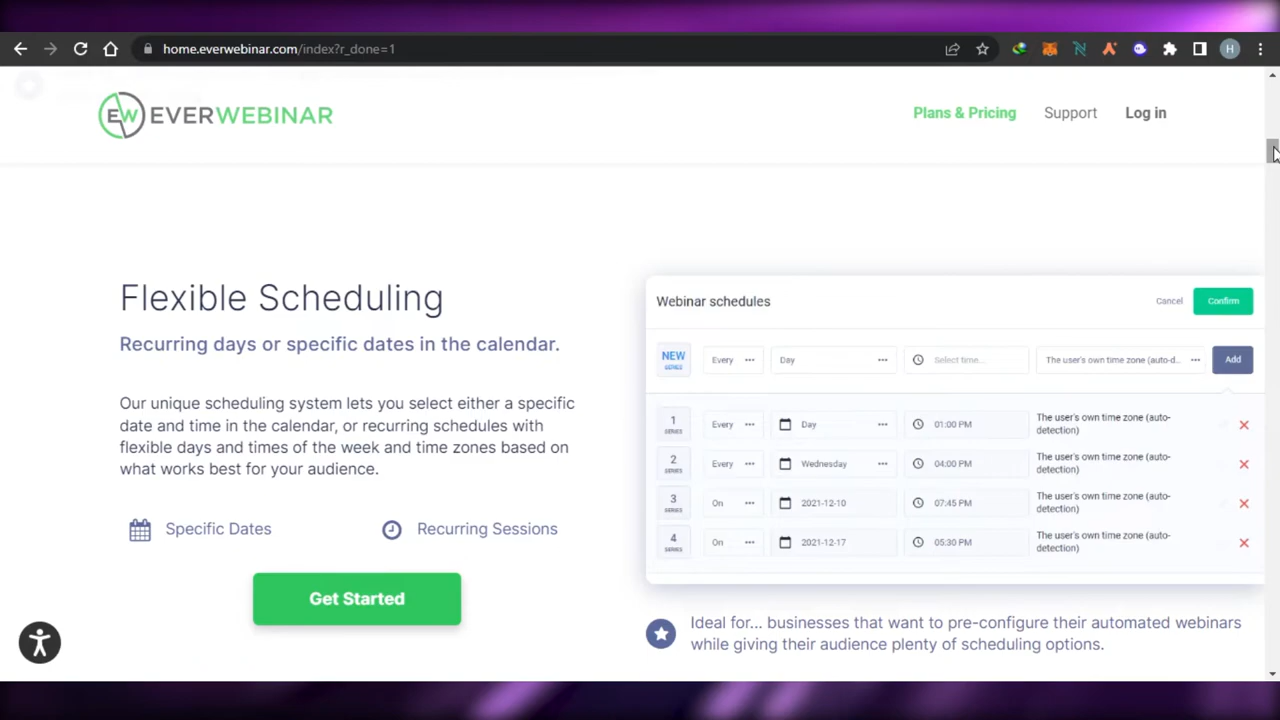 home.everwebinar.com/index?r_done=1
H
EW EVERWEBINAR
Plans & Pricing
Support
Log in
Flexible Scheduling
Recurring days or specific dates in the calendar.
Our unique scheduling system lets you select either a specific
date and time in the calendar, or recurring schedules with
flexible days and times of the week and time zones based on
what works best for your audience.
Specific Dates
Recurring Sessions
Get Started
Webinar schedules
Cancel
Confirm
NEW
SERIES
Every
Day
Select time...
The user's own time zone (auto-d...
Add
1
SERIES
Every
Day
01:00 PM
The user's own time zone (auto-
detection)
2
SERIES
Every
Wednesday
04:00 PM
The user's own time zone (auto-
detection)
3
SERIES
On
2021-12-10
07:45 PM
The user's own time zone (auto-
detection)
4
SERIES
On
2021-12-17
05:30 PM
The user's own time zone (auto-
detection)
Ideal for... businesses that want to pre-configure their automated webinars
while giving their audience plenty of scheduling options.